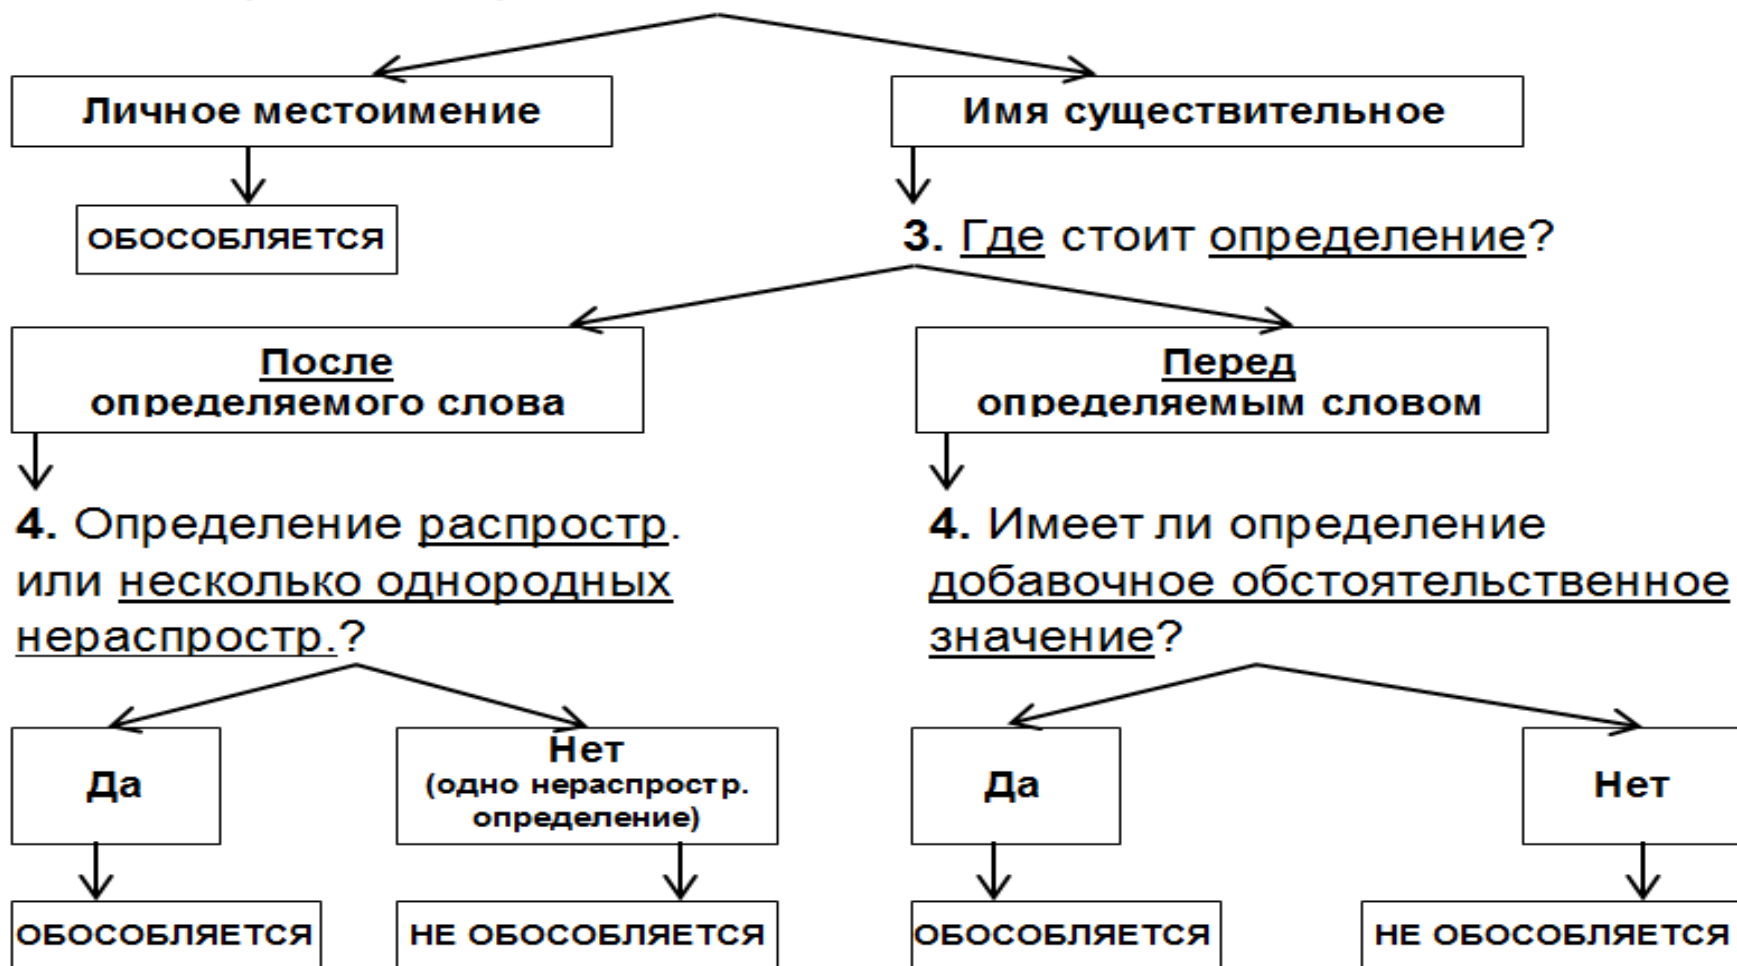 Личное местоимение
Имя существительное
ОБОСОБЛЯЕТСЯ
3. Где стоит определение?
После
определяемого слова
Перед
определяемым словом
4. Определение распростр.
или несколько однородных
нераспростр.?
4. Имеет ли определение
добавочное обстоятельственное
значение?
Да
Нет
(одно нераспростр.
определение)
Да
Нет
ОБОСОБЛЯЕТСЯ
НЕ ОБОСОБЛЯЕТСЯ
ОБОСОБЛЯЕТСЯ
НЕ ОБОСОБЛЯЕТСЯ